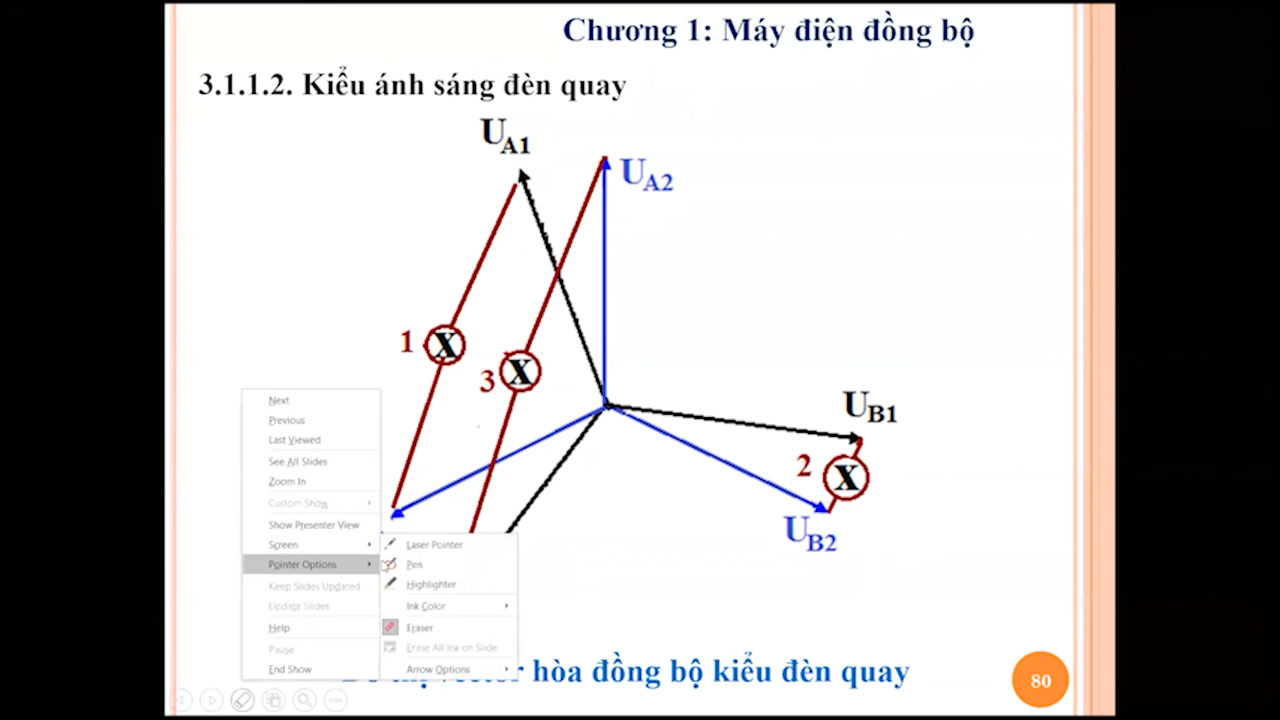 Chương 1: Máy điện đồng bộ
3.1.1.2. Kiểu ánh sáng đèn quay
UA1
UA2
1
X
3
X
UB1
2
X
UB2
Next
Previous
Last Viewed
See All Slides
Zoom In
Custom Show
Show Presenter View
Screen
Pointer Options
Keep Slides Updated
Update Slides
Help
Pause
End Show
Laser Pointer
Pen
Highlighter
Ink Color
Eraser
Erase All Ink on Slide
Arrow Options
hòa đồng bộ kiểu đèn quay
80